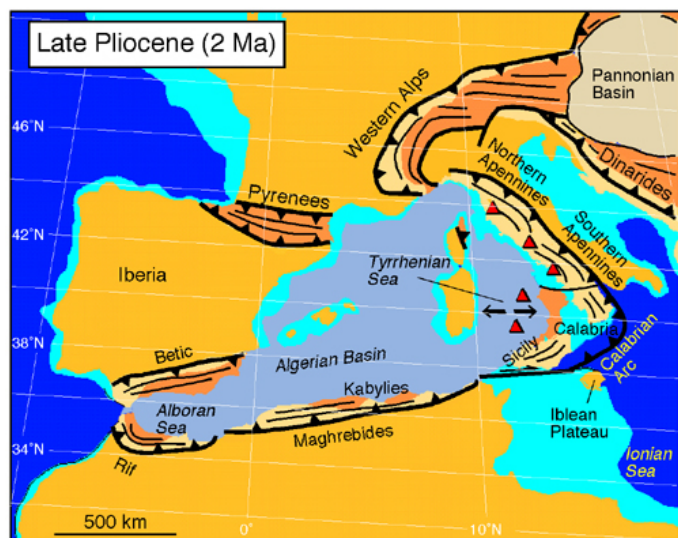 Late Pliocene (2 Ma)
Pannonian
Basin
Western Alps
46°N
Northern
Apennines
Dinarides
Pyrenees
42°N
Southern
Apennines
Tyrrhenian
Sea
Iberia
Calabria
38°N
Betic
Algerian Basin
Sicily
Calabrian
Arc
Kabylies
Alboran
Sea
Iblean
Plateau
Maghrebides
34°N
Rif
Ionian
Sea
500 km
0°
10°N